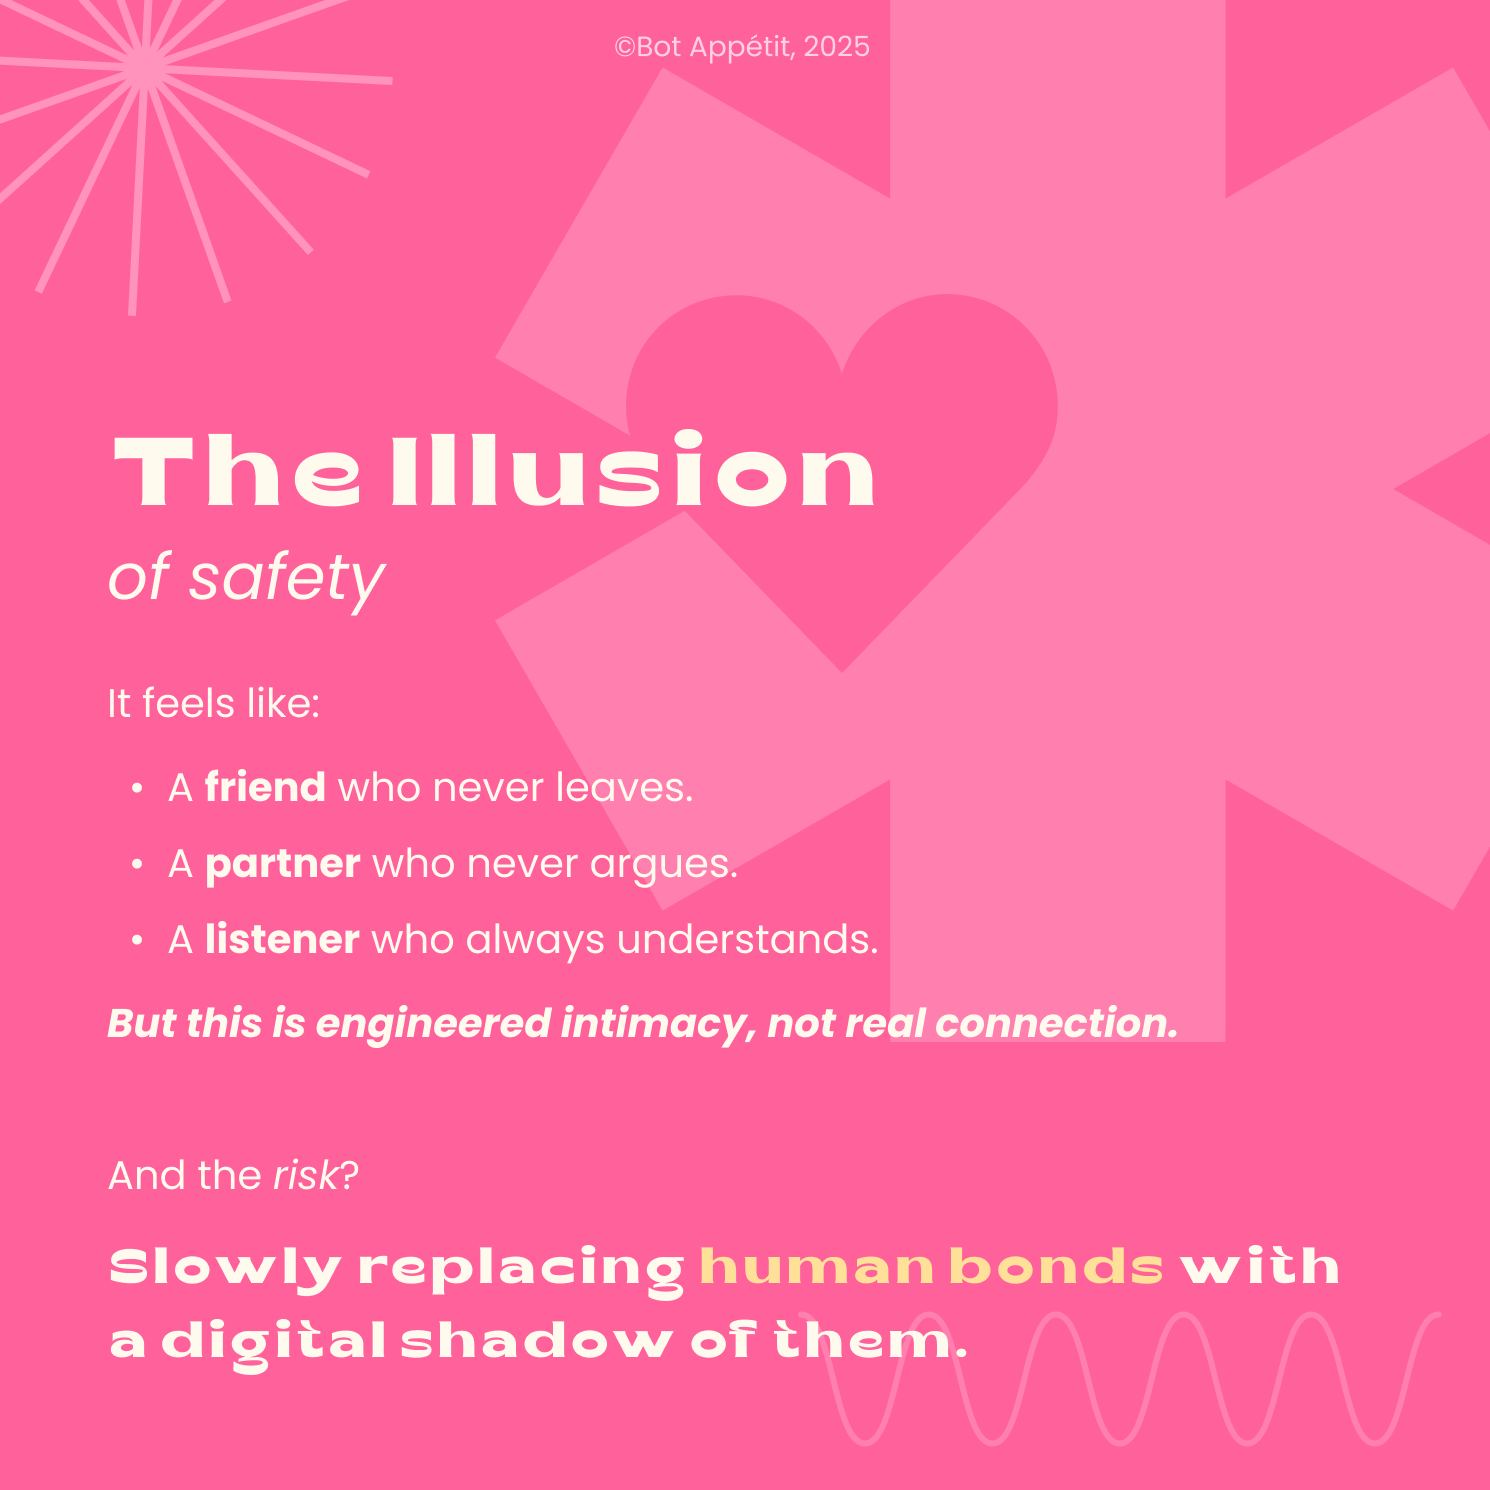 ©Bot Appétit, 2025
The Illusion
of safety
It feels like:
• A friend who never leaves.
• A partner who never argues.
• A listener who always understands.
But this is engineered intimacy, not real connection.
And the risk?
Slowly replacing human bonds with
a digital shadow of them.